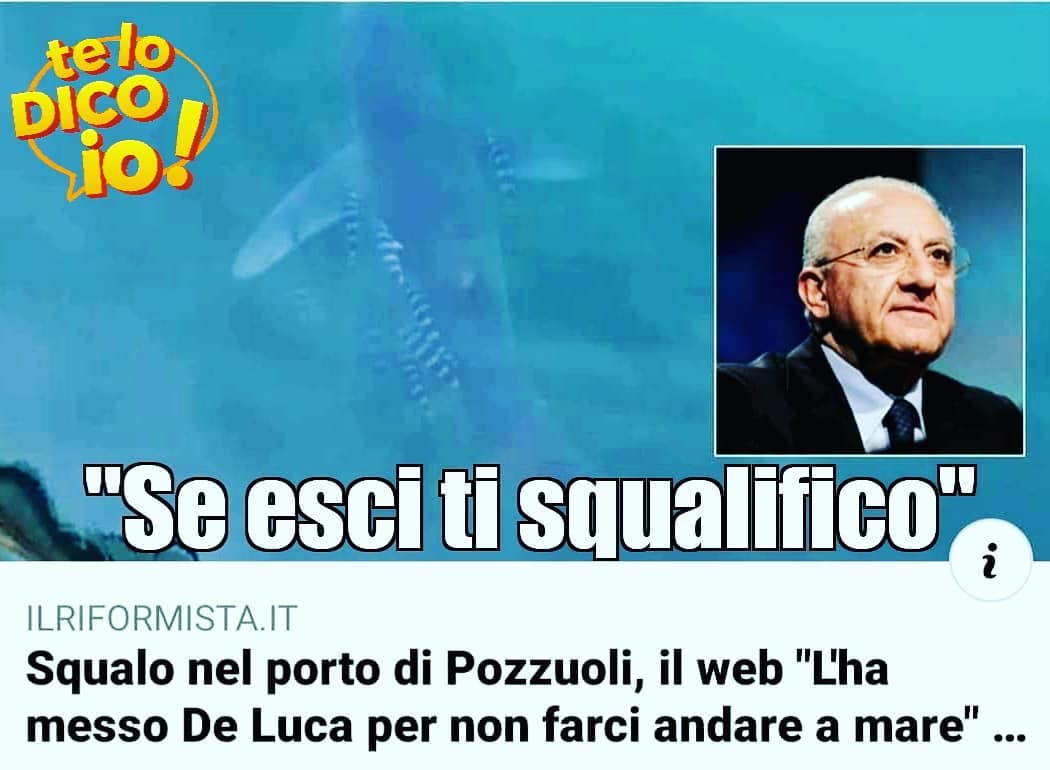 te lo
DICO
io!
"Se esci ti squalifico"
i
ILRIFORMISTA.IT
Squalo nel porto di Pozzuoli, il web "L'ha
messo De Luca per non farci andare a mare" ...